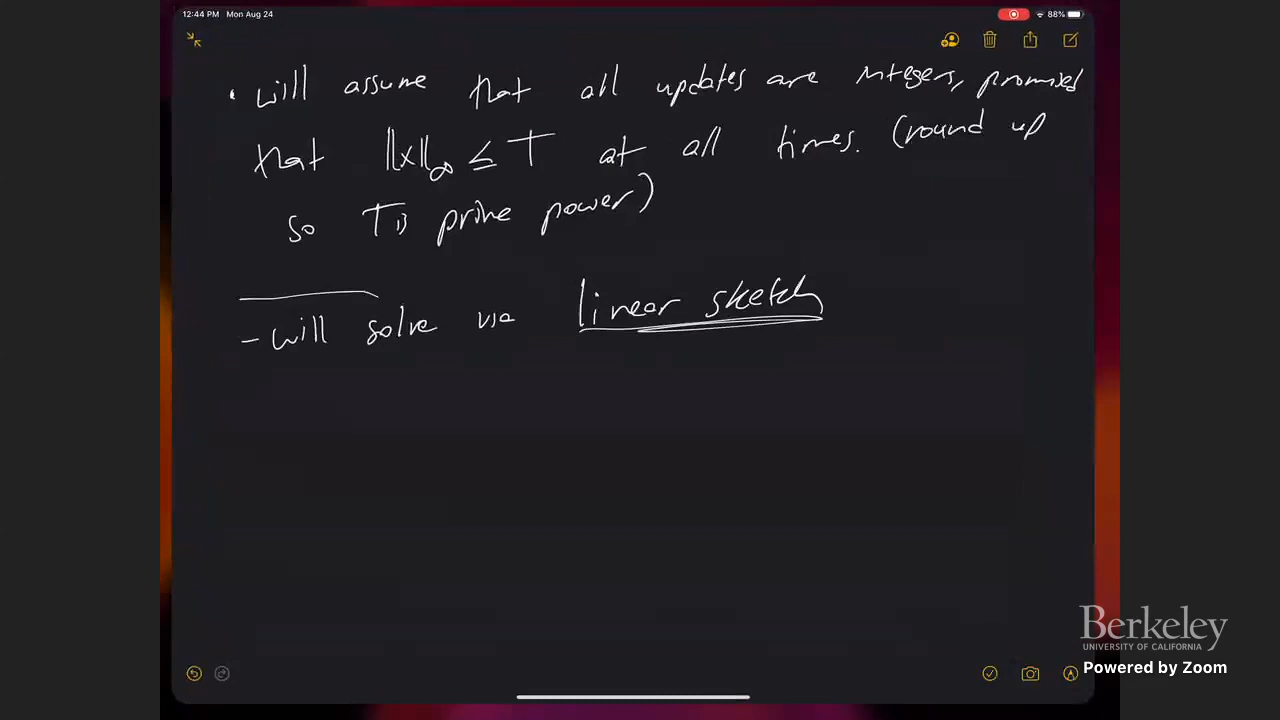 12:44 PM Mon Aug 24
88%
• will assume that all updates are integers, promised
that ‖x‖∞ ≤ T at all times. (round up
so T is prime power)
- will solve via linear sketch
Berkeley
UNIVERSITY OF CALIFORNIA
Powered by Zoom